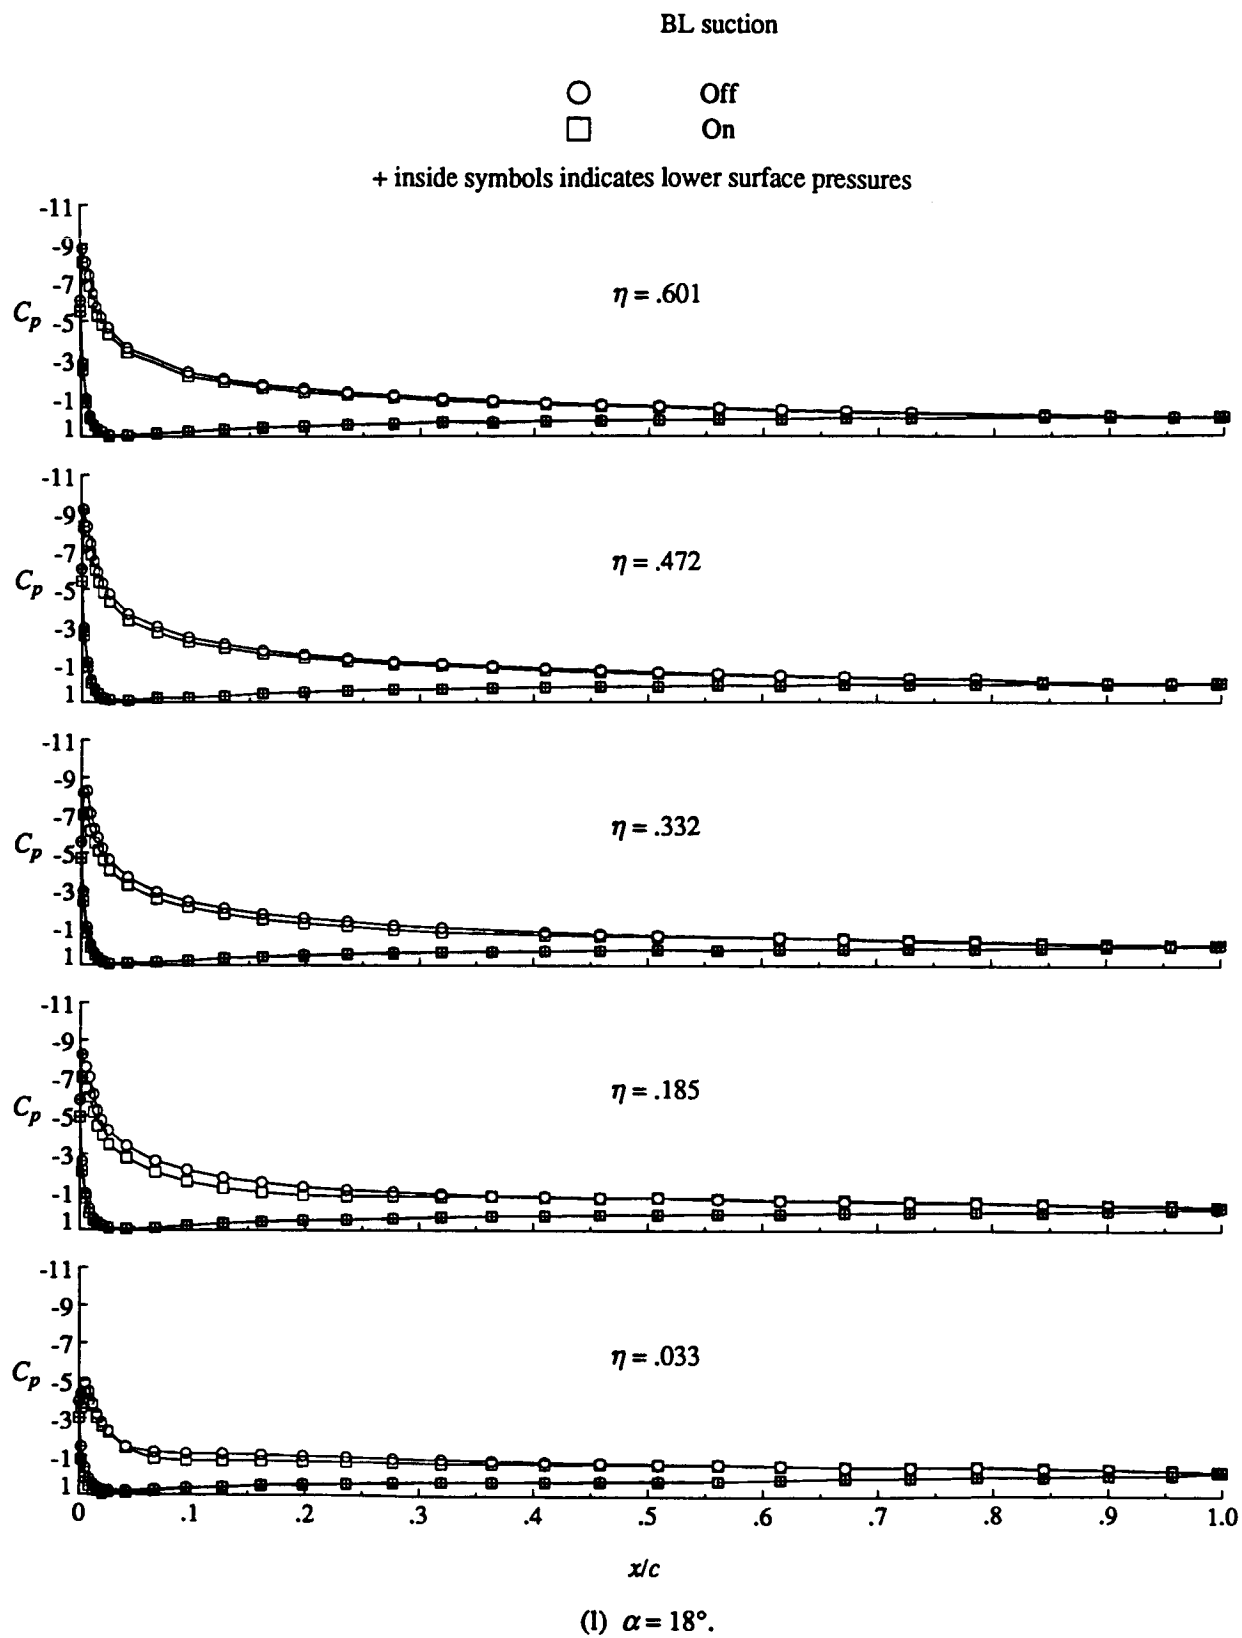 BL suction
Off
On
+ inside symbols indicates lower surface pressures
-11
-9
-7
-5
-3
-1
1
C_p
η = .601
-11
-9
-7
-5
-3
-1
1
C_p
η = .472
-11
-9
-7
-5
-3
-1
1
C_p
η = .332
-11
-9
-7
-5
-3
-1
1
C_p
η = .185
-11
-9
-7
-5
-3
-1
1
C_p
η = .033
0 .1 .2 .3 .4 .5 .6 .7 .8 .9 1.0
x/c
(l) α = 18°.